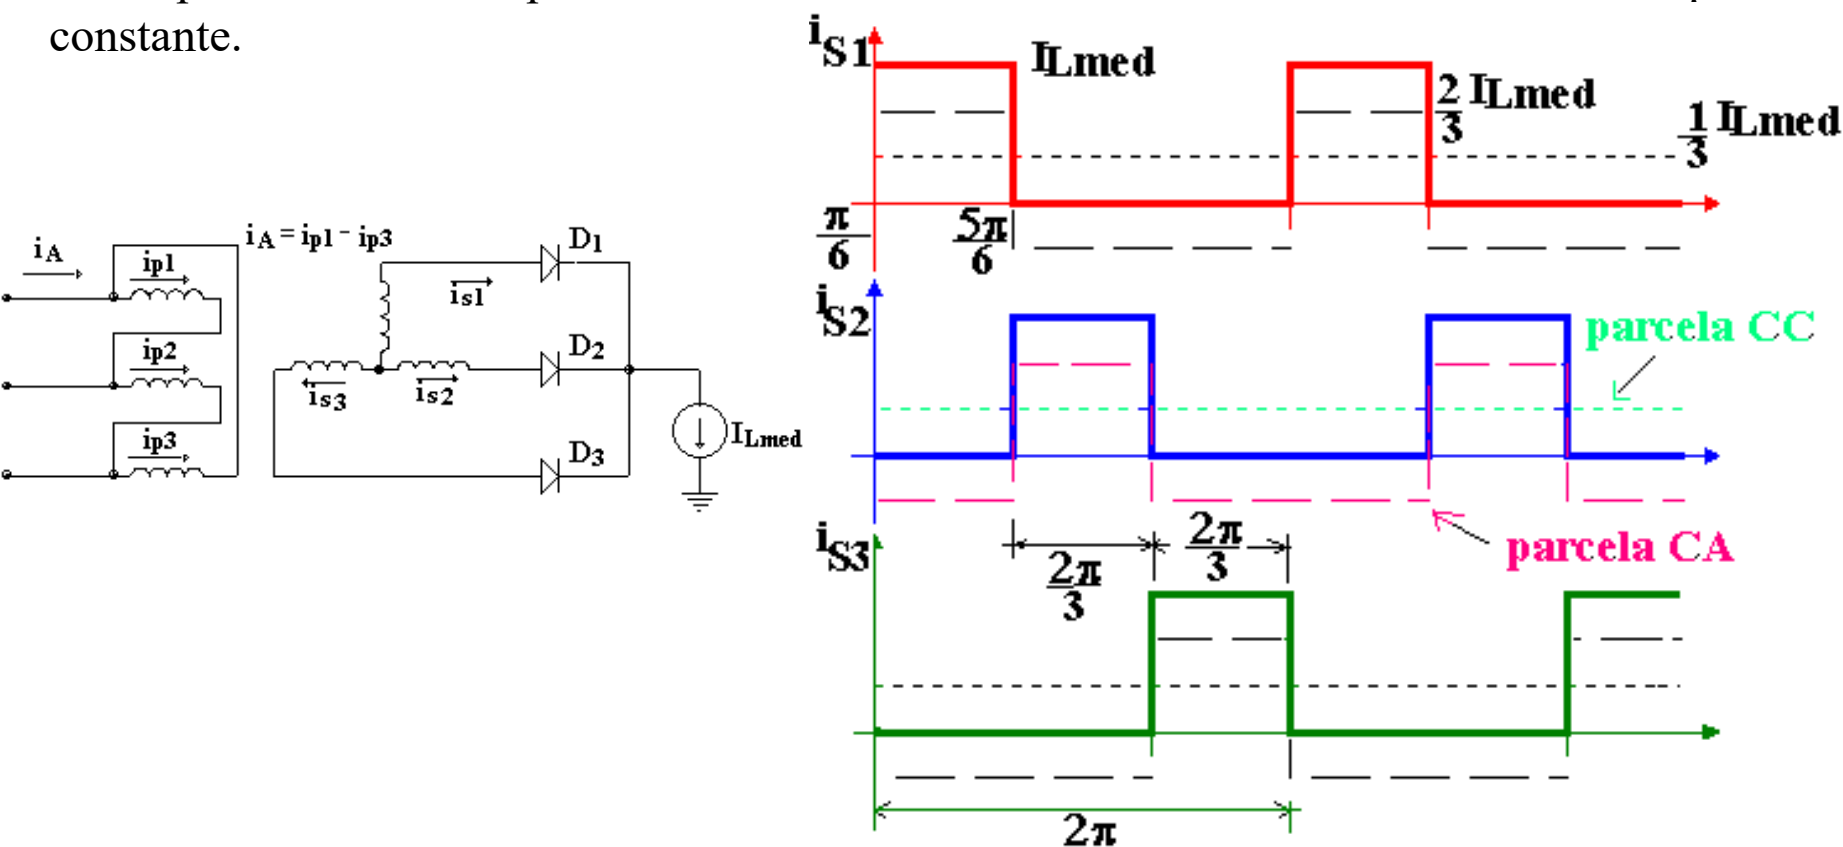 constante.
iA
iA = ip1 - ip3
ip1
ip2
ip3
is1
is2
is3
D1
D2
D3
ILmed
iS1
ILmed
2/3 ILmed
1/3 ILmed
π/6
5π/6
iS2
parcela CC
parcela CA
iS3
2π/3
2π/3
2π